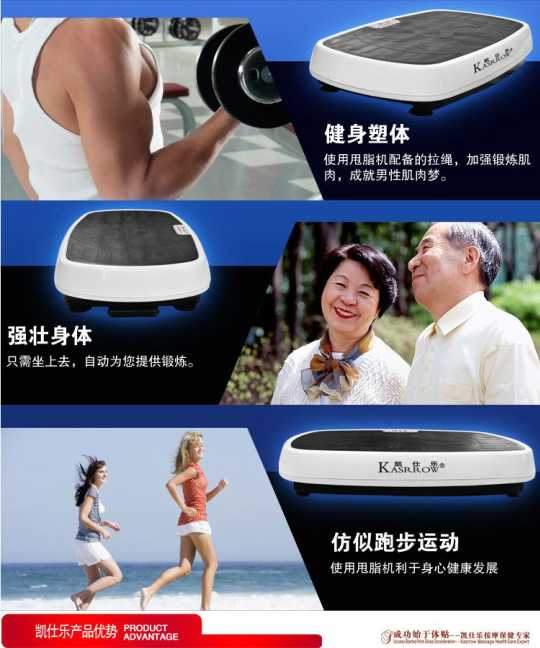 凯仕乐®
KASRROW
健身塑体
使用甩脂机配备的拉绳，加强锻炼肌
肉，成就男性肌肉梦。
强壮身体
只需坐上去，自动为您提供锻炼。
凯仕乐®
KASRROW
仿似跑步运动
使用甩脂机利于身心健康发展
凯仕乐产品优势 PRODUCT
ADVANTAGE
成功始于体贴---凯仕乐按摩保健专家